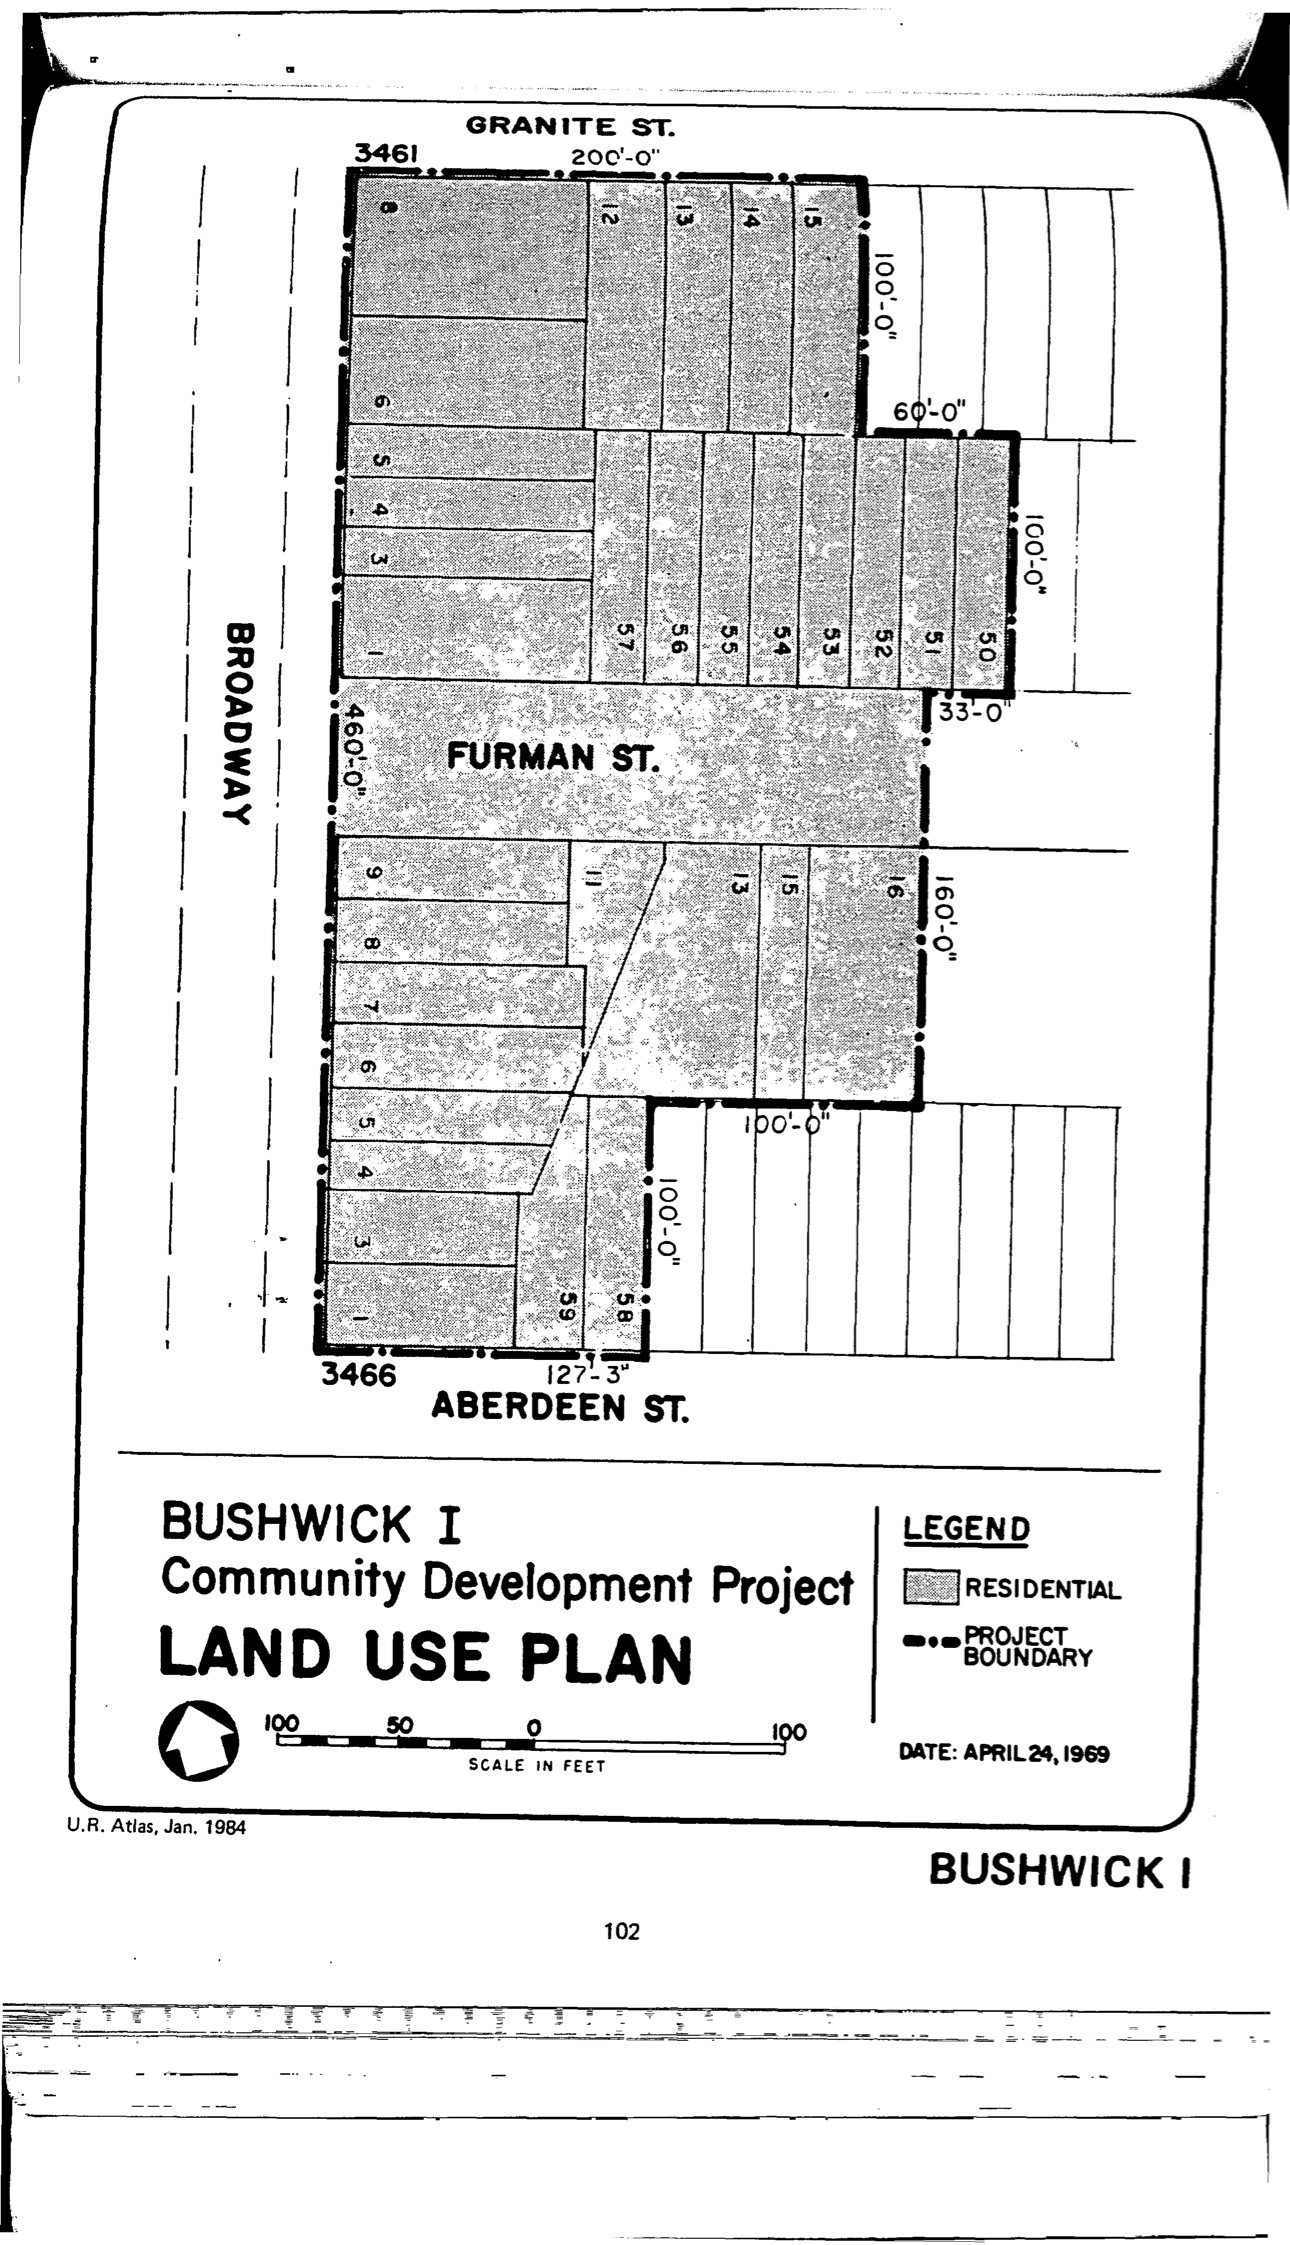 GRANITE ST.
3461
200'-0"
8
12
13
14
15
100'-0"
6
60'-0"
5
4
3
1
57
56
55
54
53
52
51
50
100'-0"
33'-0"
BROADWAY
460'-0"
FURMAN ST.
9
8
7
6
5
4
3
1
11
13
15
16
160'-0"
100'-0"
100'-0"
59
58
3466
127'-3"
ABERDEEN ST.
BUSHWICK I
Community Development Project
LAND USE PLAN
100 50 0 100
SCALE IN FEET
LEGEND
RESIDENTIAL
PROJECT
BOUNDARY
DATE: APRIL 24, 1969
U.R. Atlas, Jan. 1984
BUSHWICK I
102